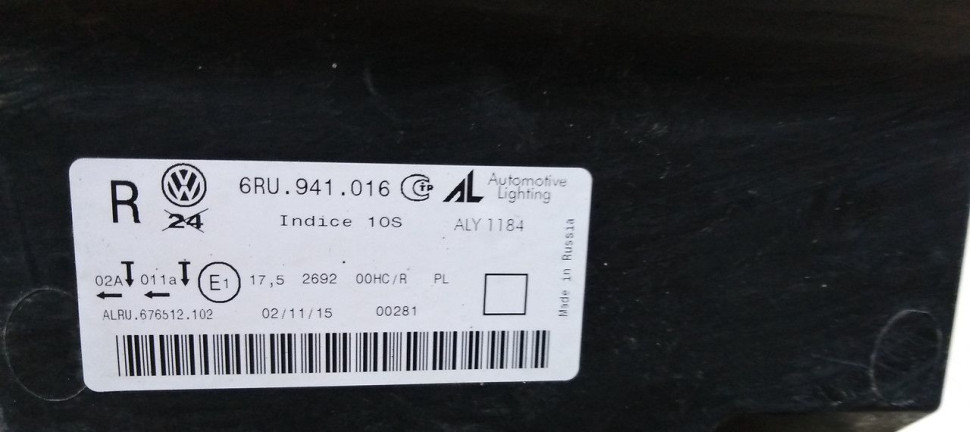 R 6RU.941.016 AL Automotive Lighting
24 Indice 10S ALY 1184
02A 011a E1 17,5 2692 00HC/R PL
ALRU.676512.102 02/11/15 00281
Made in Russia